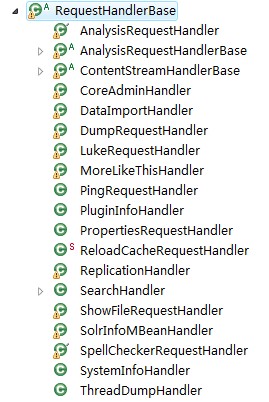 RequestHandlerBase
AnalysisRequestHandler
AnalysisRequestHandlerBase
ContentStreamHandlerBase
CoreAdminHandler
DataImportHandler
DumpRequestHandler
LukeRequestHandler
MoreLikeThisHandler
PingRequestHandler
PluginInfoHandler
PropertiesRequestHandler
ReloadCacheRequestHandler
ReplicationHandler
SearchHandler
ShowFileRequestHandler
SolrInfoMBeanHandler
SpellCheckerRequestHandler
SystemInfoHandler
ThreadDumpHandler